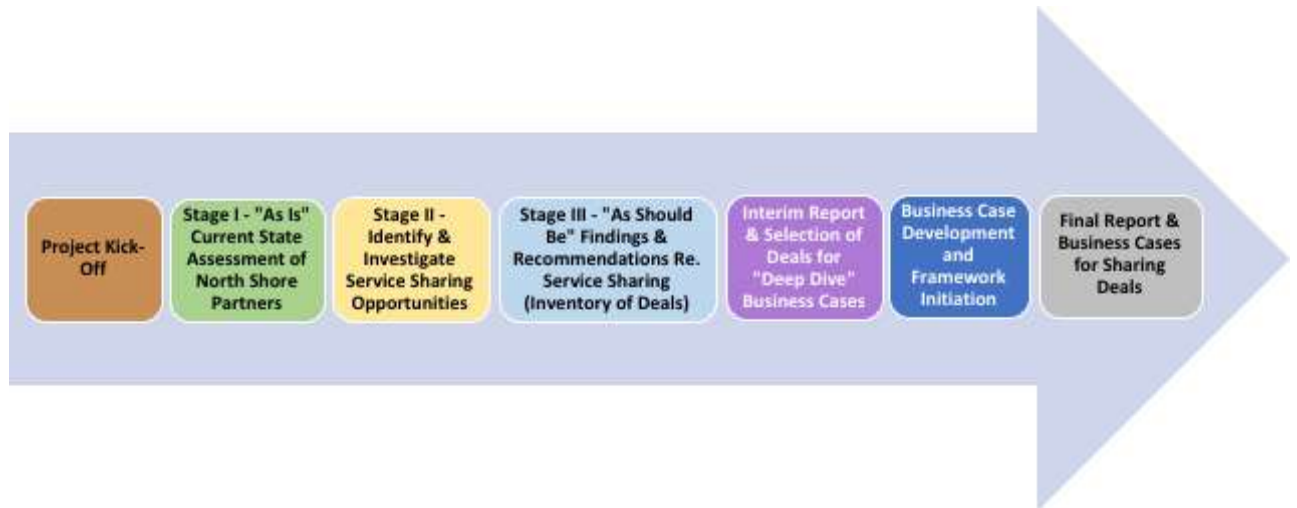 Project Kick-
Off
Stage I - "As Is"
Current State
Assessment of
North Shore
Partners
Stage II -
Identify &
Investigate
Service Sharing
Opportunities
Stage III - "As Should
Be" Findings &
Recommendations Re.
Service Sharing
(Inventory of Deals)
Interim Report
& Selection of
Deals for
"Deep Dive"
Business Cases
Business Case
Development
and
Framework
Initiation
Final Report &
Business Cases
for Sharing
Deals